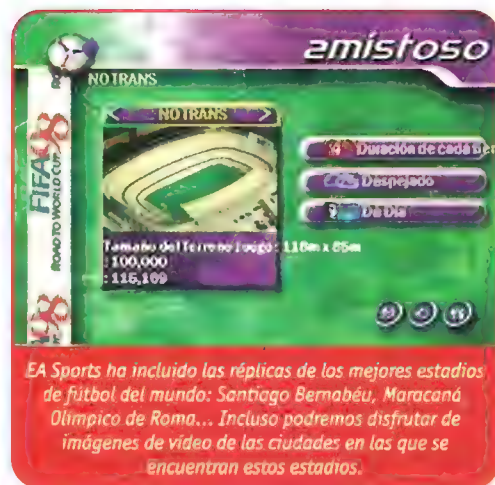 amistoso
NOTRANS
< NOTRANS >
Duración de cada
Despejado
De Día
Tamaño del Terreno Juego: 118m x 86m
:100,000
:115,109
FIFA 98
ROAD TO WORLD CUP
98
EA Sports ha incluido las réplicas de los mejores estadios
de fútbol del mundo: Santiago Bernabéu, Maracaná
Olímpico de Roma... Incluso podremos disfrutar de
imágenes de vídeo de las ciudades en las que se
encuentran estos estadios.